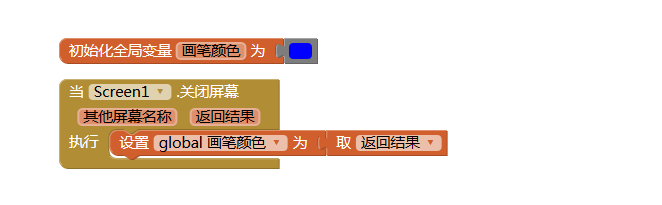 初始化全局变量 画笔颜色 为
当 Screen1 .关闭屏幕
其他屏幕名称 返回结果
执行 设置 global 画笔颜色 为 取 返回结果